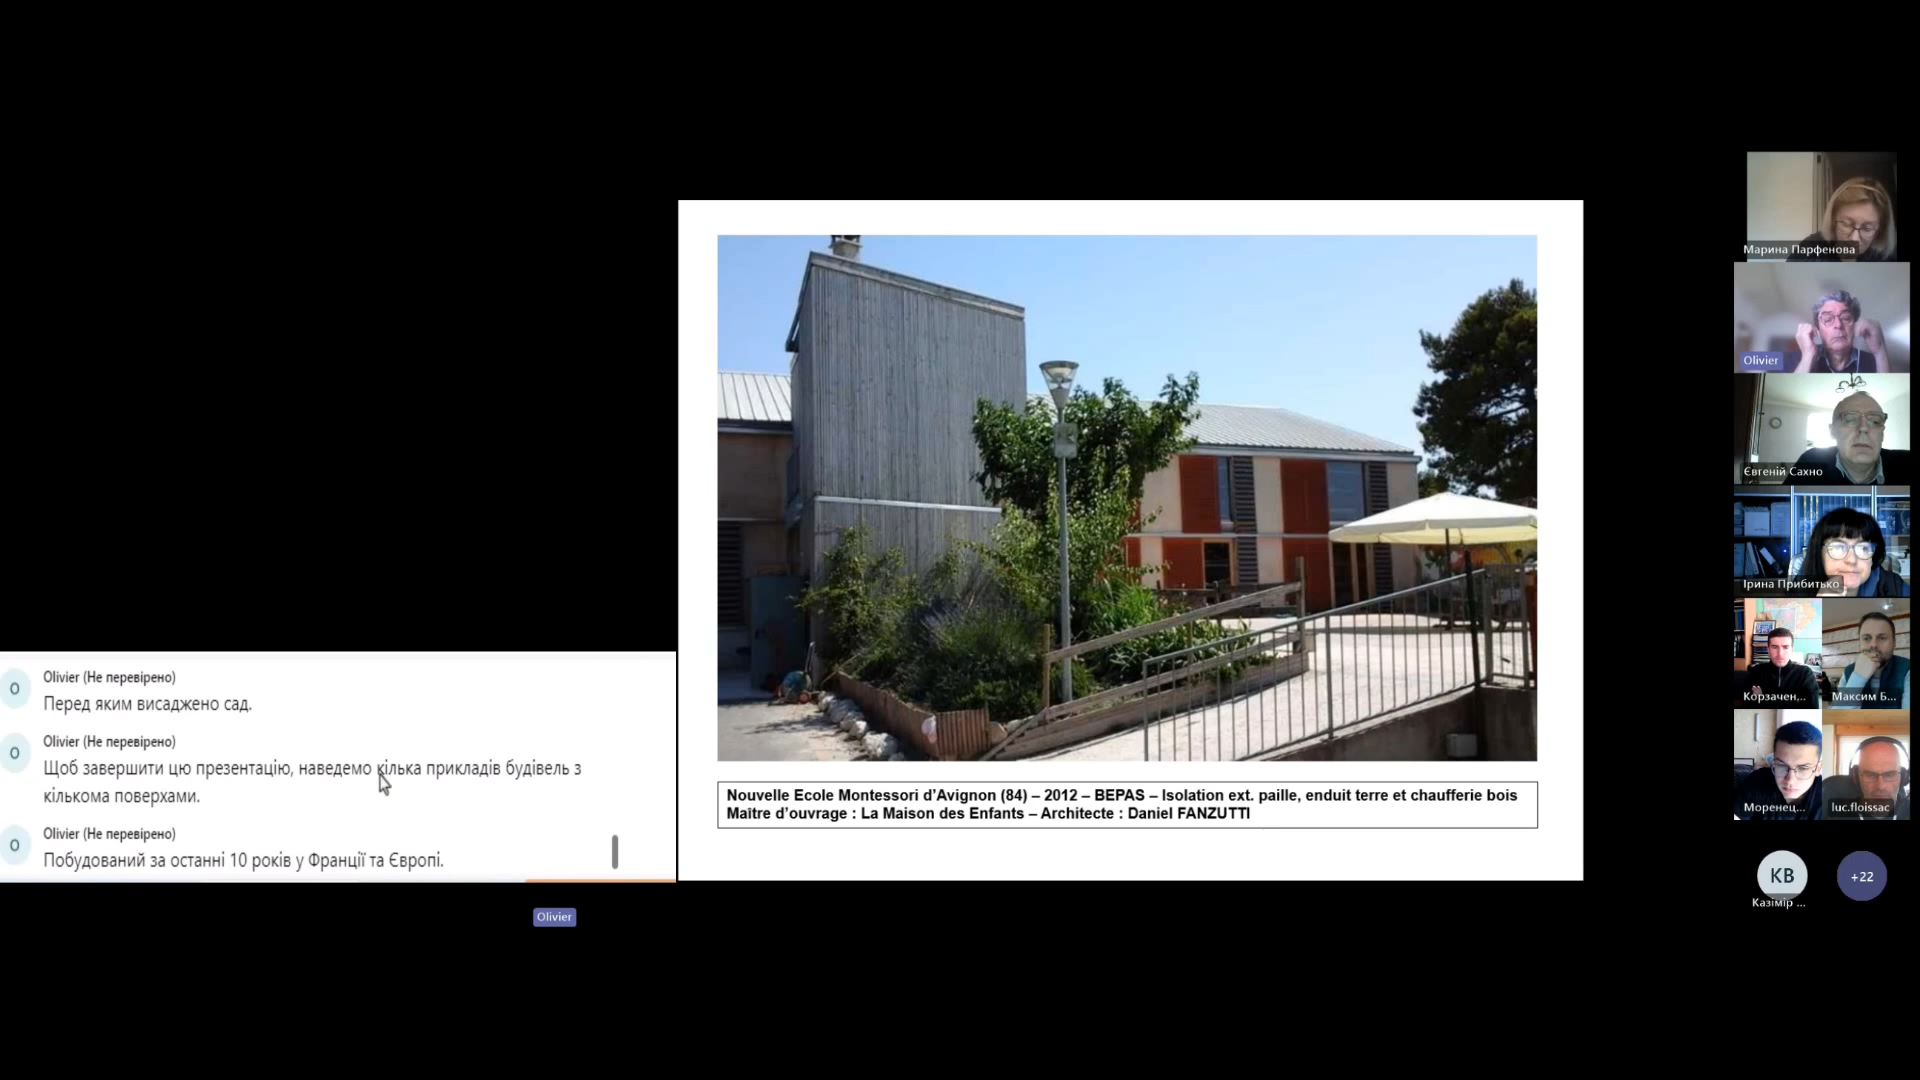 Olivier (Не перевірено)
О
Перед яким висаджено сад.
Olivier (Не перевірено)
О
Щоб завершити цю презентацію, наведемо кілька прикладів будівель з
кількома поверхами.
Olivier (Не перевірено)
О
Побудований за останні 10 років у Франції та Європі.
Olivier
Nouvelle Ecole Montessori d’Avignon (84) – 2012 – BEPAS – Isolation ext. paille, enduit terre et chaufferie bois
Maître d’ouvrage : La Maison des Enfants – Architecte : Daniel FANZUTTI
Марина Парфенова
Olivier
Євгеній Сахно
Ірина Прибитько
Корзачен,...
Максим Б...
Моренец...
luc.floissac
КВ
Казімір ...
+22